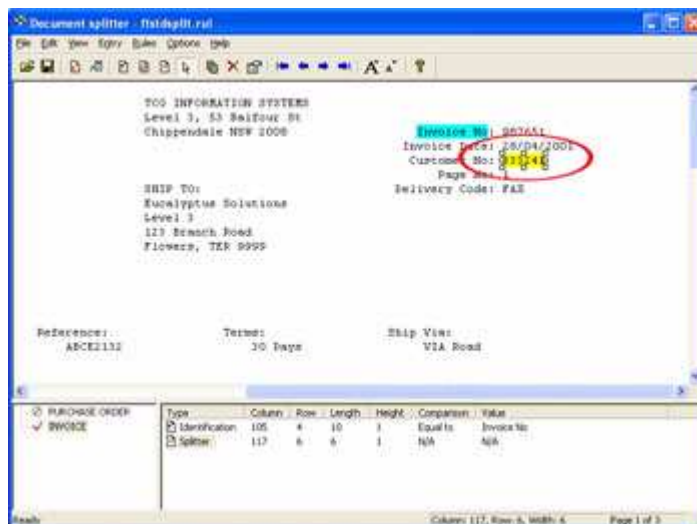 Document splitter - ffstdsplit.rul
File Edit View Entry Rules Options Help
TCG INFORMATION SYSTEMS
Level 3, 53 Balfour St
Chippendale NSW 2008
Invoice No: 987651
Invoice Date: 28/04/2001
Customer No:
Page No: 1
Delivery Code: FAX
SHIP TO:
Eucalyptus Solutions
Level 3
123 Branch Road
Flowers, TER 9999
Reference: Terms: Ship Via:
ABCE2132 30 Days VIA Road
PURCHASE ORDER
INVOICE
Type Column Row Length Height Comparison Value
Identification 105 4 10 1 Equal to Invoice No
Splitter 117 6 6 1 N/A N/A
Ready Column: 117, Row: 6, Width: 6 Page 1 of 3